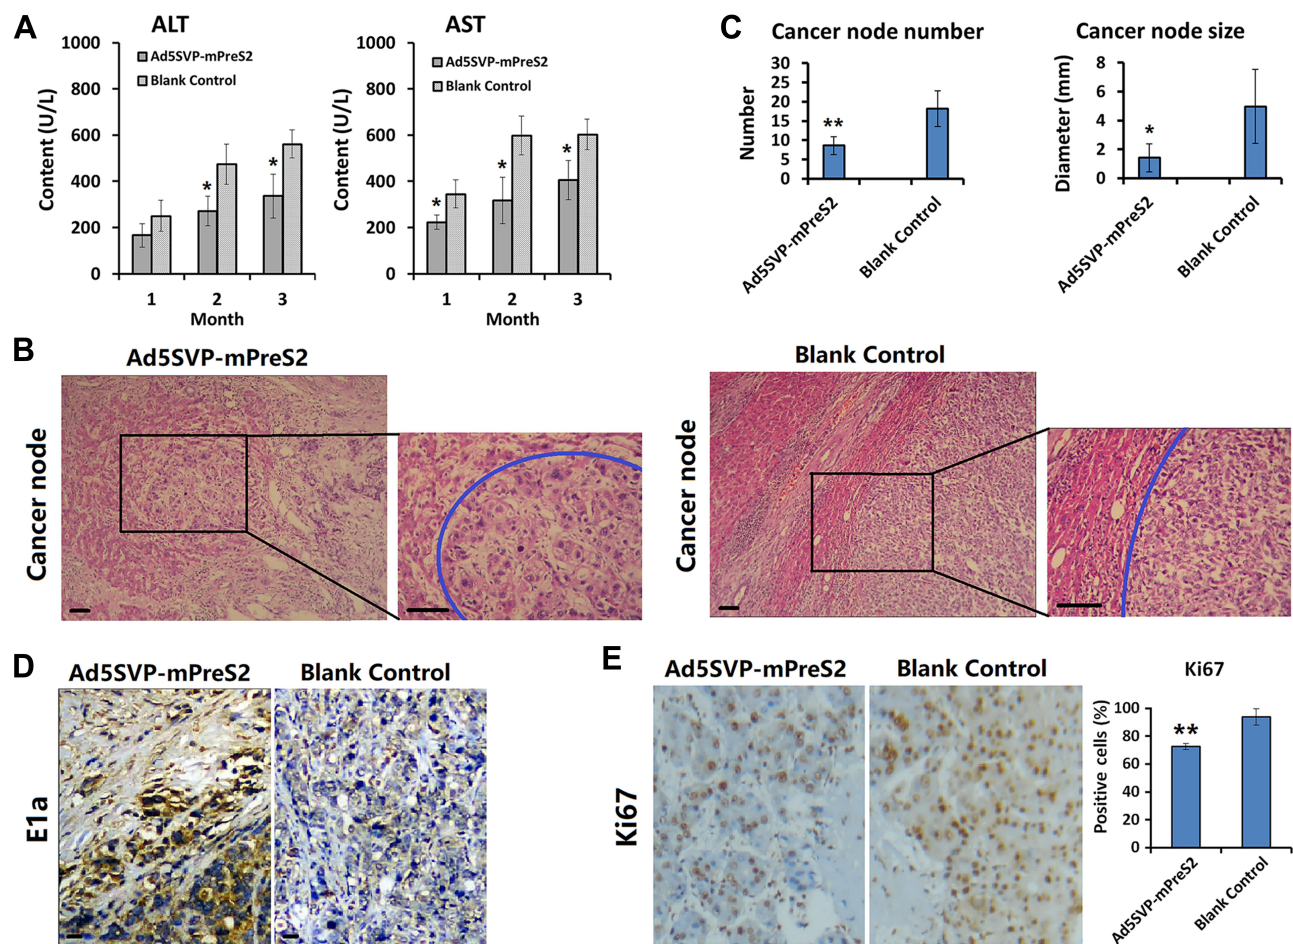 A
ALT
1000
800
600
400
200
0
Content (U/L)
Ad5SVP-mPreS2
Blank Control
*
*
1
2
3
Month
AST
1000
800
600
400
200
0
Content (U/L)
Ad5SVP-mPreS2
Blank Control
*
*
*
1
2
3
Month
C
Cancer node number
30
25
20
15
10
5
0
Number
**
Ad5SVP-mPreS2
Blank Control
Cancer node size
8
6
4
2
0
Diameter (mm)
*
Ad5SVP-mPreS2
Blank Control
B
Ad5SVP-mPreS2
Cancer node
Blank Control
Cancer node
D
Ad5SVP-mPreS2
Blank Control
E1a
E
Ad5SVP-mPreS2
Blank Control
Ki67
Ki67
100
80
60
40
20
0
Positive cells (%)
**
Ad5SVP-mPreS2
Blank Control